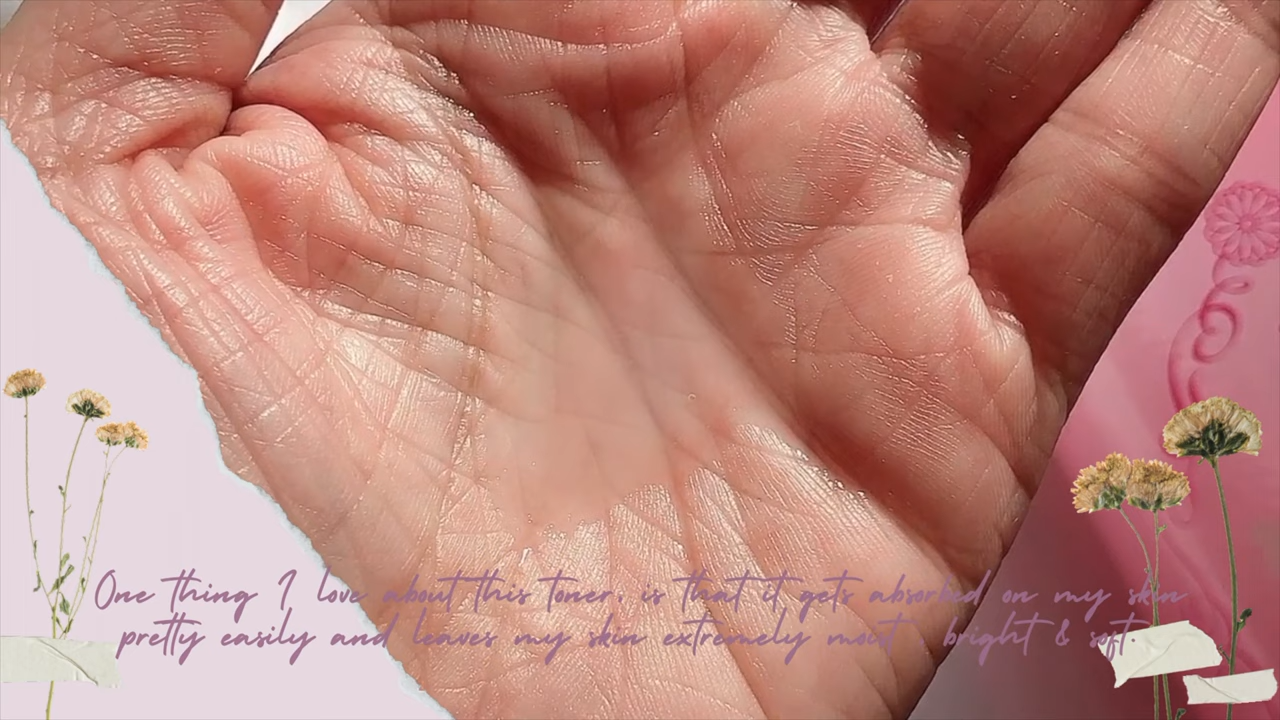 One thing I love about this toner, is that it gets absorbed on my skin
pretty easily and leaves my skin extremely moist, bright & soft.